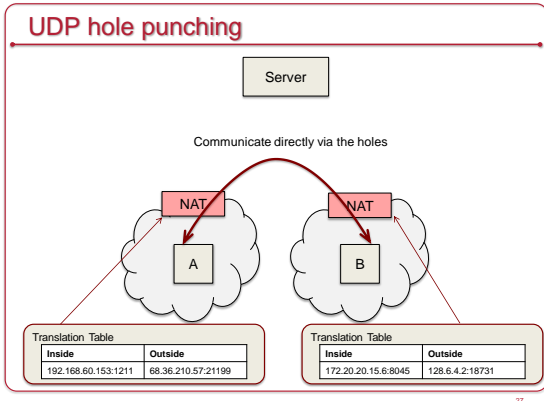 UDP hole punching
Server
Communicate directly via the holes
NAT
NAT
A
B
Translation Table
Inside Outside
192.168.60.153:1211 68.36.210.57:21199
Translation Table
Inside Outside
172.20.20.15.6:8045 128.6.4.2:18731
27